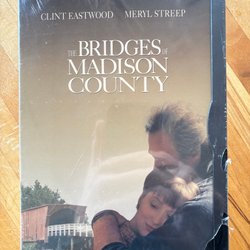 CLINT EASTWOOD MERYL STREEP
THE BRIDGES OF
MADISON
COUNTY